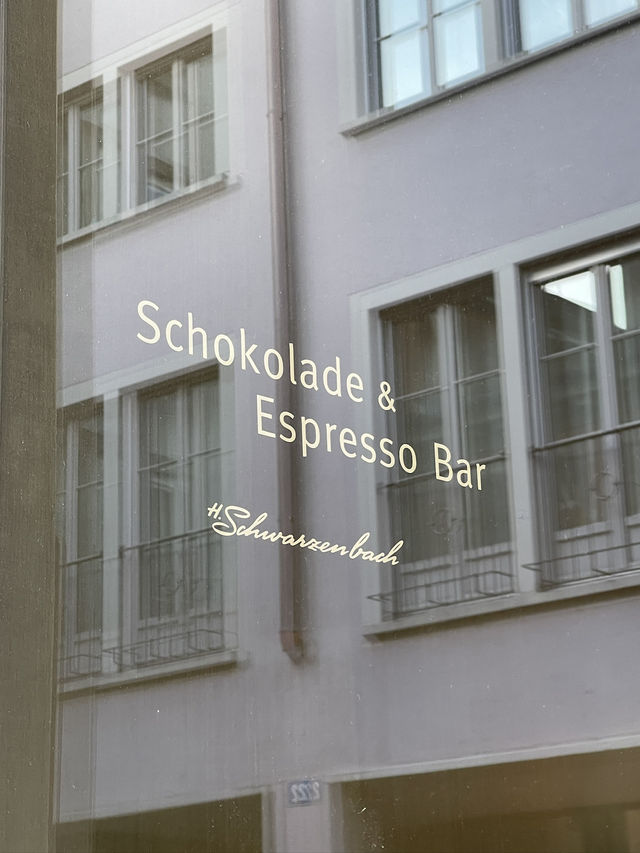 Schokolade &
Espresso Bar
H. Schwarzenbach